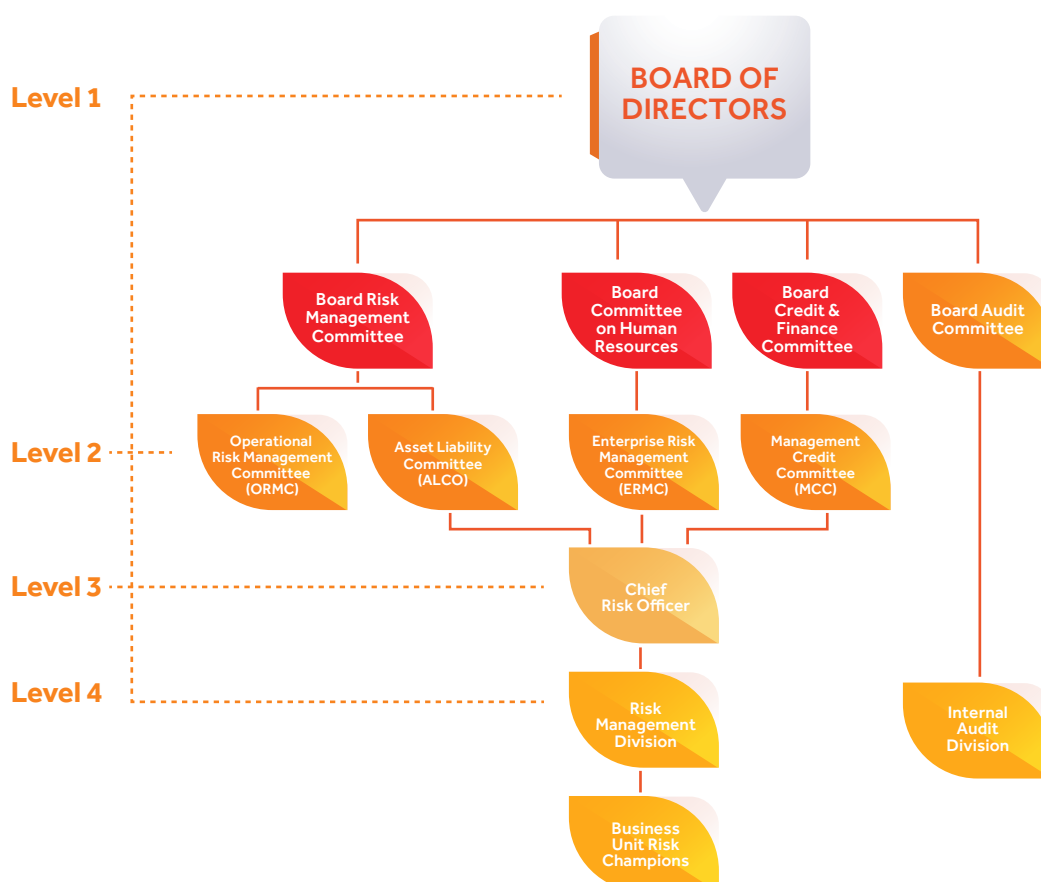 Level 1
BOARD OF
DIRECTORS
Board Risk
Management
Committee
Board
Committee
on Human
Resources
Board
Credit &
Finance
Committee
Board Audit
Committee
Level 2
Operational
Risk Management
Committee
(ORMC)
Asset Liability
Committee
(ALCO)
Enterprise Risk
Management
Committee
(ERMC)
Management
Credit
Committee
(MCC)
Level 3
Chief
Risk Officer
Level 4
Risk
Management
Division
Internal
Audit
Division
Business
Unit Risk
Champions